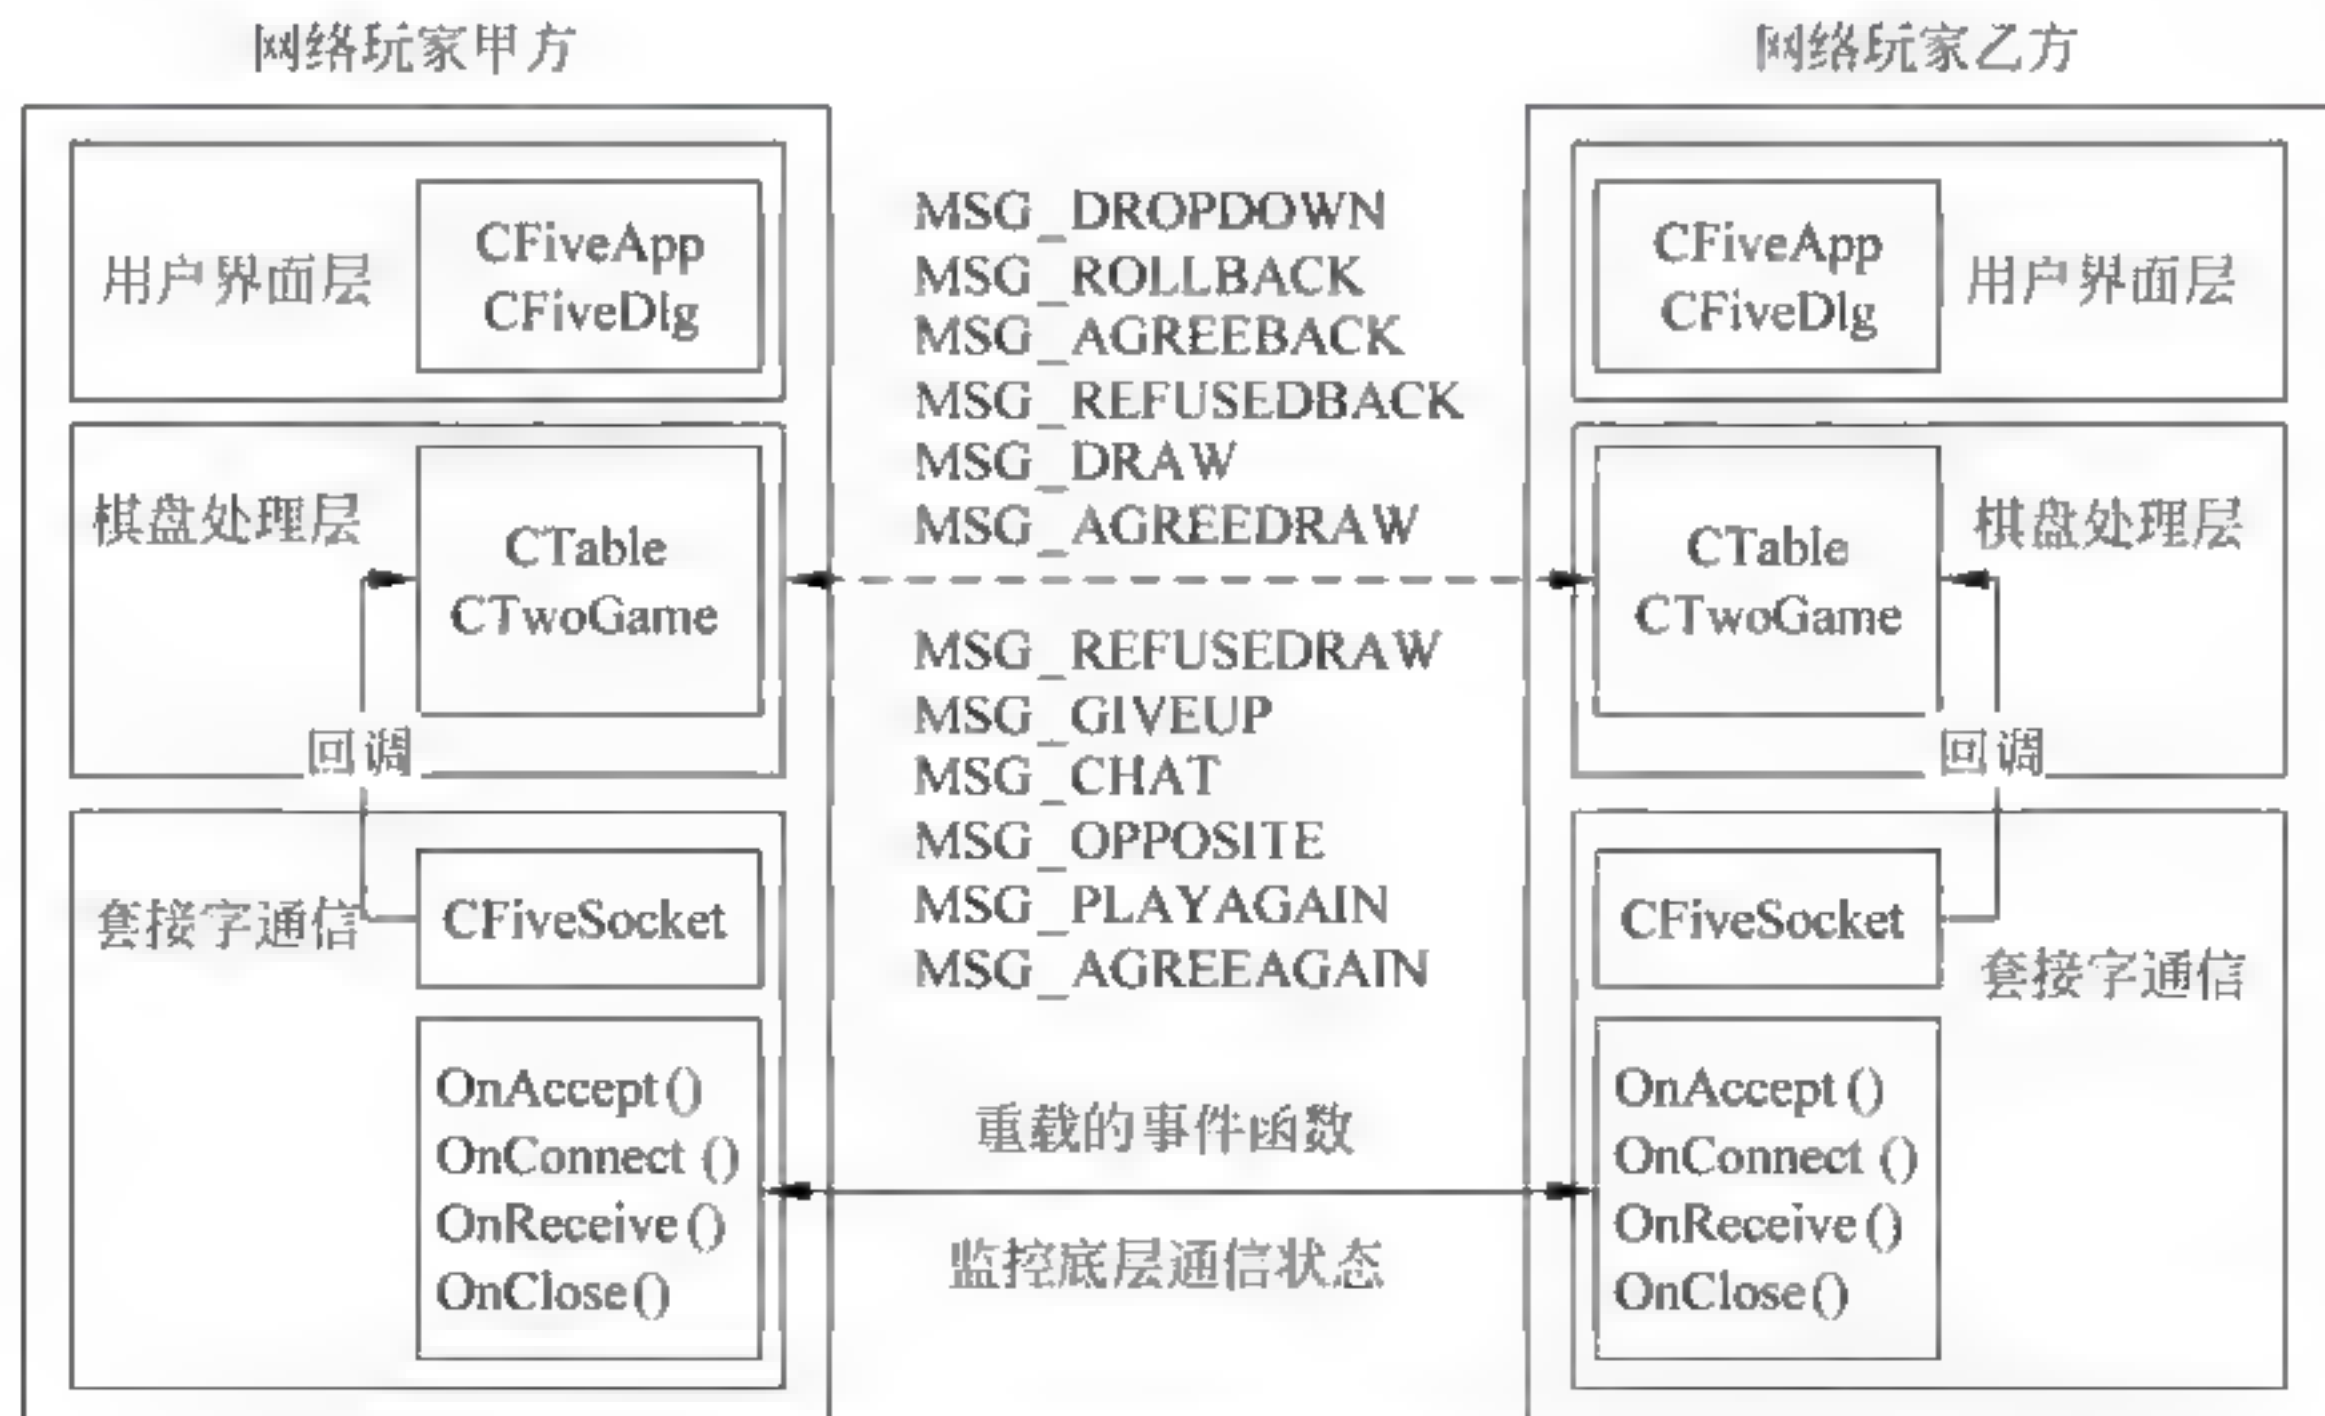 网络玩家甲方
网络玩家乙方
用户界面层
CFiveApp
CFiveDlg
棋盘处理层
CTable
CTwoGame
回调
套接字通信
CFiveSocket
OnAccept()
OnConnect ()
OnReceive()
OnClose()
MSG_DROPDOWN
MSG_ROLLBACK
MSG_AGREEBACK
MSG_REFUSEDBACK
MSG_DRAW
MSG_AGREEDRAW
MSG_REFUSEDRAW
MSG_GIVEUP
MSG_CHAT
MSG_OPPOSITE
MSG_PLAYAGAIN
MSG_AGREEAGAIN
重载的事件函数
监控底层通信状态
CFiveApp
CFiveDlg
用户界面层
CTable
CTwoGame
棋盘处理层
回调
CFiveSocket
套接字通信
OnAccept()
OnConnect ()
OnReceive()
OnClose()